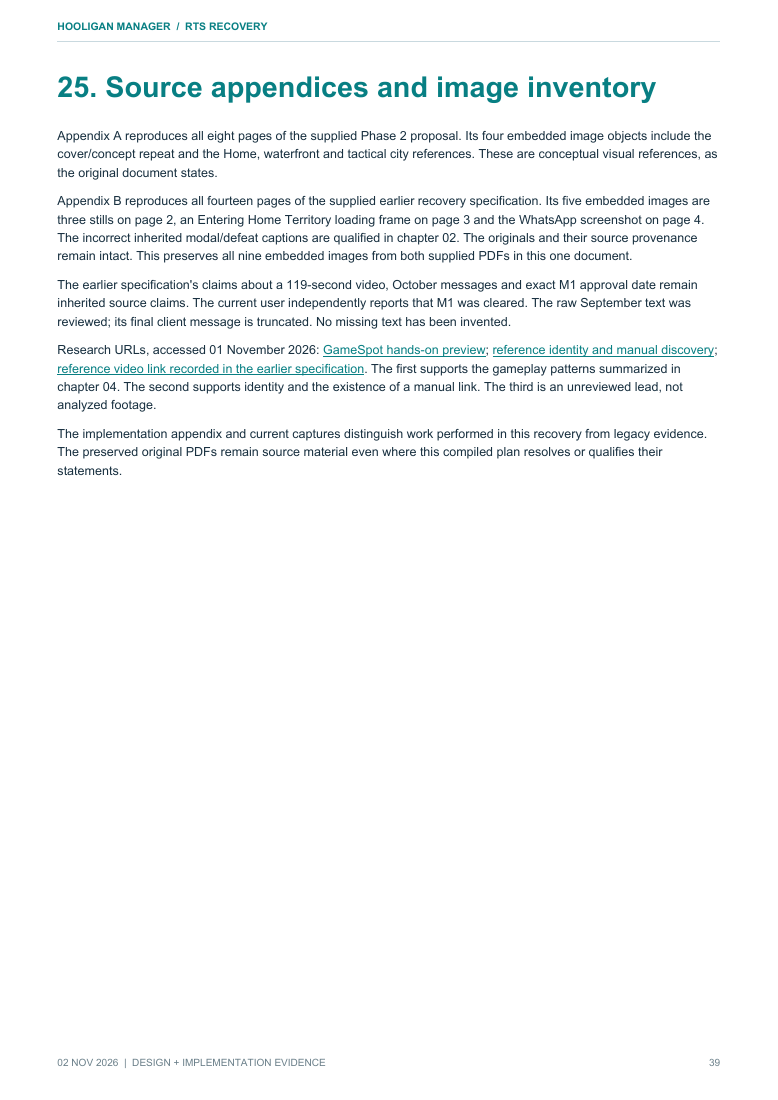 HOOLIGAN MANAGER / RTS RECOVERY
25. Source appendices and image inventory
Appendix A reproduces all eight pages of the supplied Phase 2 proposal. Its four embedded image objects include the
cover/concept repeat and the Home, waterfront and tactical city references. These are conceptual visual references, as
the original document states.
Appendix B reproduces all fourteen pages of the supplied earlier recovery specification. Its five embedded images are
three stills on page 2, an Entering Home Territory loading frame on page 3 and the WhatsApp screenshot on page 4.
The incorrect inherited modal/defeat captions are qualified in chapter 02. The originals and their source provenance
remain intact. This preserves all nine embedded images from both supplied PDFs in this one document.
The earlier specification's claims about a 119-second video, October messages and exact M1 approval date remain
inherited source claims. The current user independently reports that M1 was cleared. The raw September text was
reviewed; its final client message is truncated. No missing text has been invented.
Research URLs, accessed 01 November 2026: GameSpot hands-on preview; reference identity and manual discovery;
reference video link recorded in the earlier specification. The first supports the gameplay patterns summarized in
chapter 04. The second supports identity and the existence of a manual link. The third is an unreviewed lead, not
analyzed footage.
The implementation appendix and current captures distinguish work performed in this recovery from legacy evidence.
The preserved original PDFs remain source material even where this compiled plan resolves or qualifies their
statements.
02 NOV 2026 | DESIGN + IMPLEMENTATION EVIDENCE
39